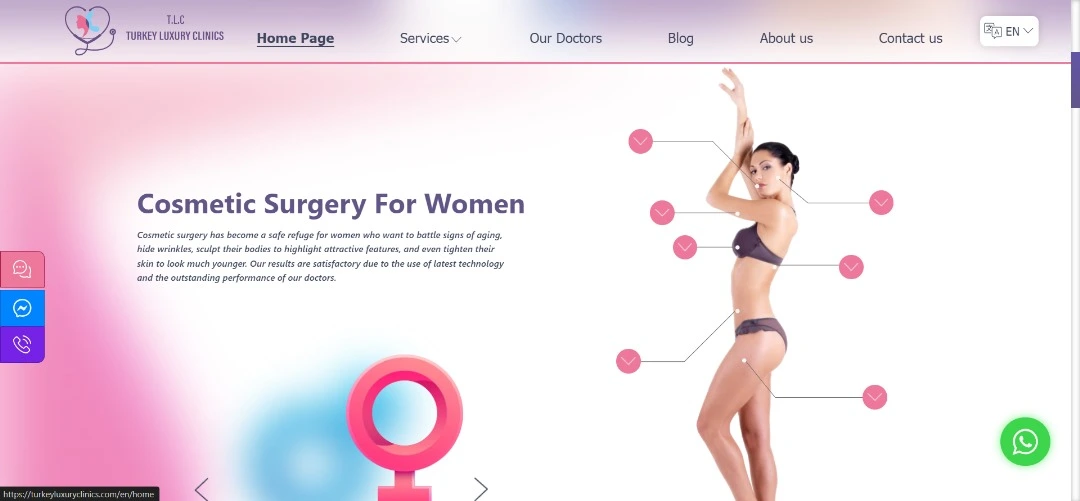 T.L.C
TURKEY LUXURY CLINICS
Home Page
Services
Our Doctors
Blog
About us
Contact us
EN
Cosmetic Surgery For Women
Cosmetic surgery has become a safe refuge for women who want to battle signs of aging,
hide wrinkles, sculpt their bodies to highlight attractive features, and even tighten their
skin to look much younger. Our results are satisfactory due to the use of latest technology
and the outstanding performance of our doctors.
https://turkeyluxuryclinics.com/en/home